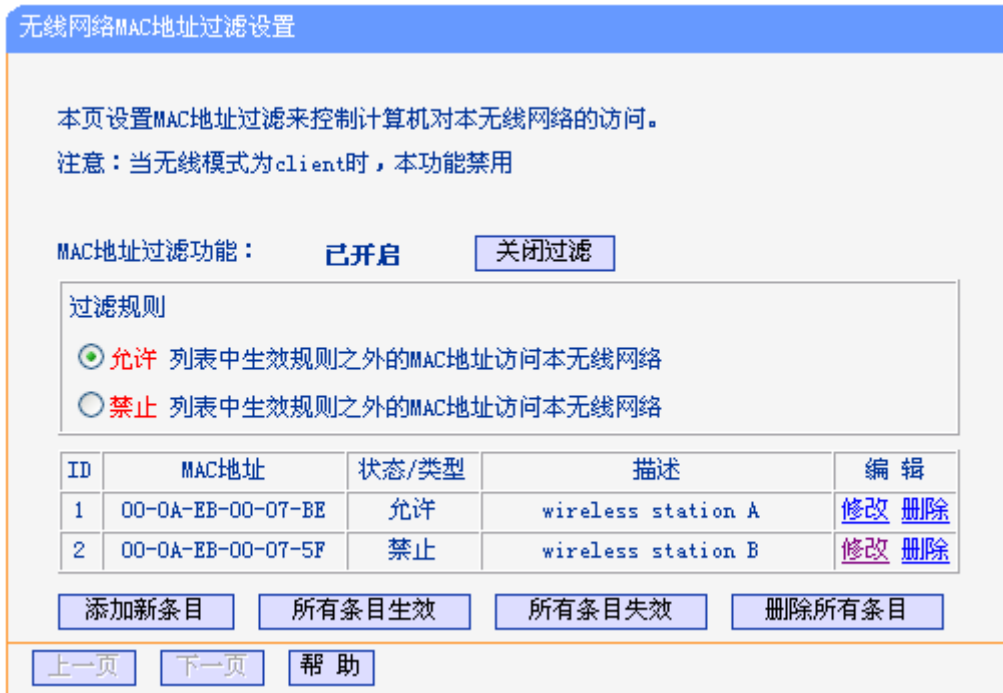 无线网络MAC地址过滤设置
本页设置MAC地址过滤来控制计算机对本无线网络的访问。
注意：当无线模式为client时，本功能禁用
MAC地址过滤功能： 已开启 关闭过滤
过滤规则
允许 列表中生效规则之外的MAC地址访问本无线网络
禁止 列表中生效规则之外的MAC地址访问本无线网络
ID MAC地址 状态/类型 描述 编 辑
1 00-0A-EB-00-07-BE 允许 wireless station A 修改 删除
2 00-0A-EB-00-07-5F 禁止 wireless station B 修改 删除
添加新条目 所有条目生效 所有条目失效 删除所有条目
上一页 下一页 帮 助